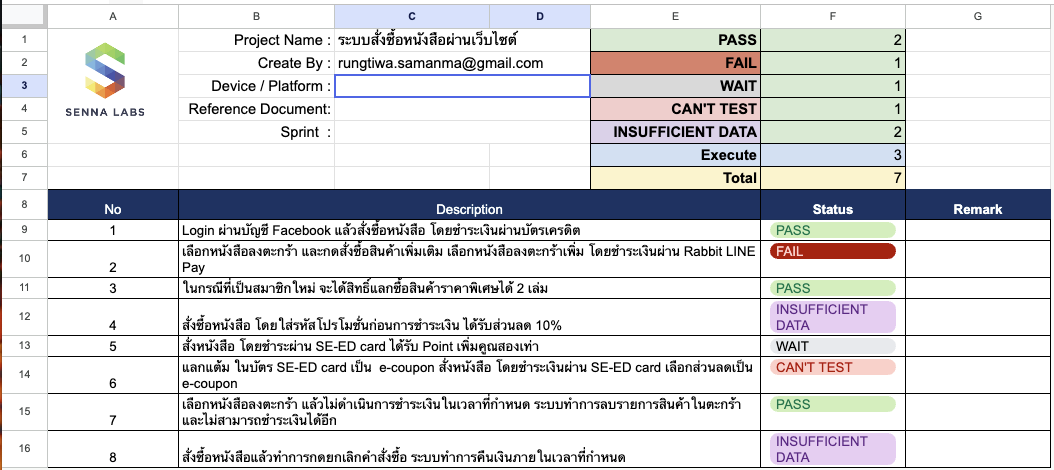 A B C D E F G
1 Project Name : ระบบสั่งซื้อหนังสือผ่านเว็บไซต์ PASS 2
2 Create By : rungtiwa.samanma@gmail.com FAIL 1
3 Device / Platform : WAIT 1
SENNA LABS
4 Reference Document: CAN'T TEST 1
5 Sprint : INSUFFICIENT DATA 2
6 Execute 3
7 Total 7
8 No Description Status Remark
9 1 Login ผ่านบัญชี Facebook แล้วสั่งซื้อหนังสือ โดยชำระเงินผ่านบัตรเครดิต PASS
10 2 เลือกหนังสือลงตะกร้า และกดสั่งซื้อสินค้าเพิ่มเติม เลือกหนังสือลงตะกร้าเพิ่ม โดยชำระเงินผ่าน Rabbit LINE FAIL
Pay
11 3 ในกรณีที่เป็นสมาชิกใหม่ จะได้สิทธิ์แลกซื้อสินค้าราคาพิเศษได้ 2 เล่ม PASS
12 4 สั่งซื้อหนังสือ โดยใส่รหัสโปรโมชั่นก่อนการชำระเงิน ได้รับส่วนลด 10% INSUFFICIENT
DATA
13 5 สั่งหนังสือ โดยชำระผ่าน SE-ED card ได้รับ Point เพิ่มคูณสองเท่า WAIT
14 6 แลกแต้ม ในบัตร SE-ED card เป็น e-coupon สั่งหนังสือ โดยชำระเงินผ่าน SE-ED card เลือกส่วนลดเป็น CAN'T TEST
e-coupon
15 7 เลือกหนังสือลงตะกร้า แล้วไม่ดำเนินการชำระเงินในเวลาที่กำหนด ระบบทำการลบรายการสินค้าในตะกร้า PASS
และไม่สามารถชำระเงินได้อีก
16 8 สั่งซื้อหนังสือแล้วทำการกดยกเลิกคำสั่งซื้อ ระบบทำการคืนเงินภายในเวลาที่กำหนด INSUFFICIENT
DATA